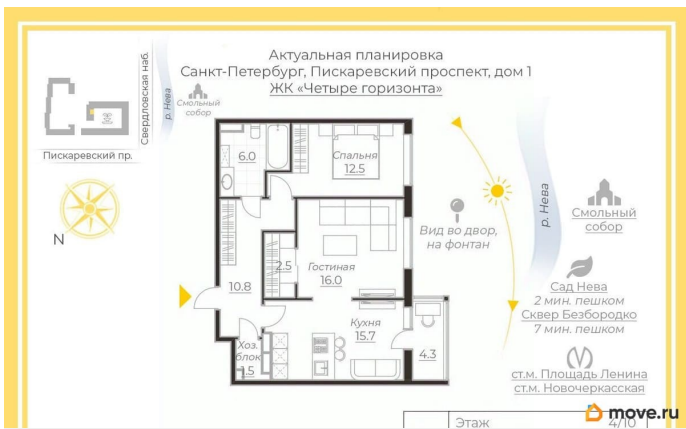 Актуальная планировка
Санкт-Петербург, Пискаревский проспект, дом 1
ЖК «Четыре горизонта»
Свердловская наб.
р. Нева
Смольный
собор
Пискаревский пр.
N
6.0
Спальня
12.5
10.8
2.5
Гостиная
16.0
Кухня
15.7
Хоз.
блок
1.5
4.3
Вид во двор,
на фонтан
р. Нева
Смольный
собор
Сад Нева
2 мин. пешком
Сквер Безбородко
7 мин. пешком
ст.м. Площадь Ленина
ст.м. Новочеркасская
Этаж
4/10
move.ru